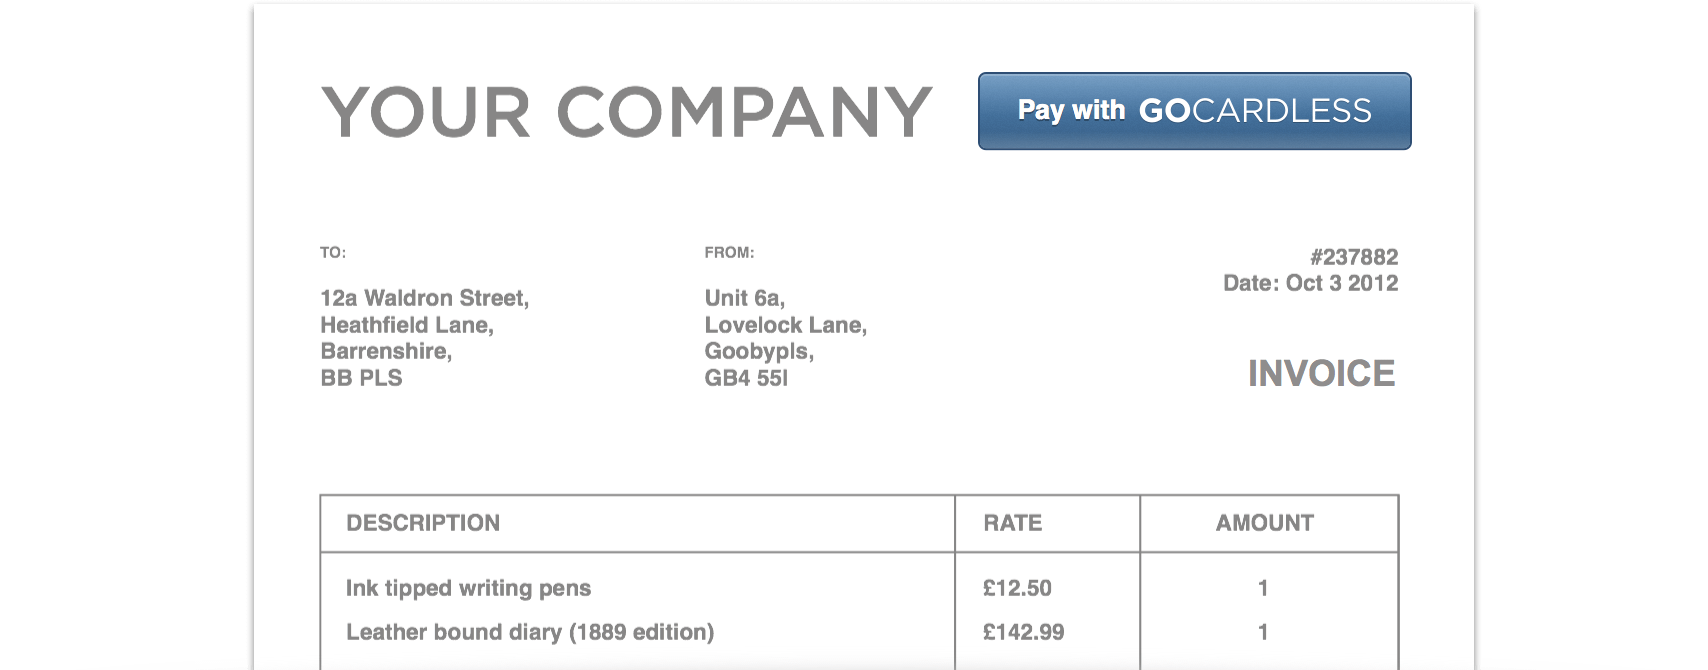 YOUR COMPANY
Pay with GOCARDLESS
TO:
12a Waldron Street,
Heathfield Lane,
Barrenshire,
BB PLS
FROM:
Unit 6a,
Lovelock Lane,
Goobypls,
GB4 55I
#237882
Date: Oct 3 2012
INVOICE
DESCRIPTION RATE AMOUNT
Ink tipped writing pens £12.50 1
Leather bound diary (1889 edition) £142.99 1